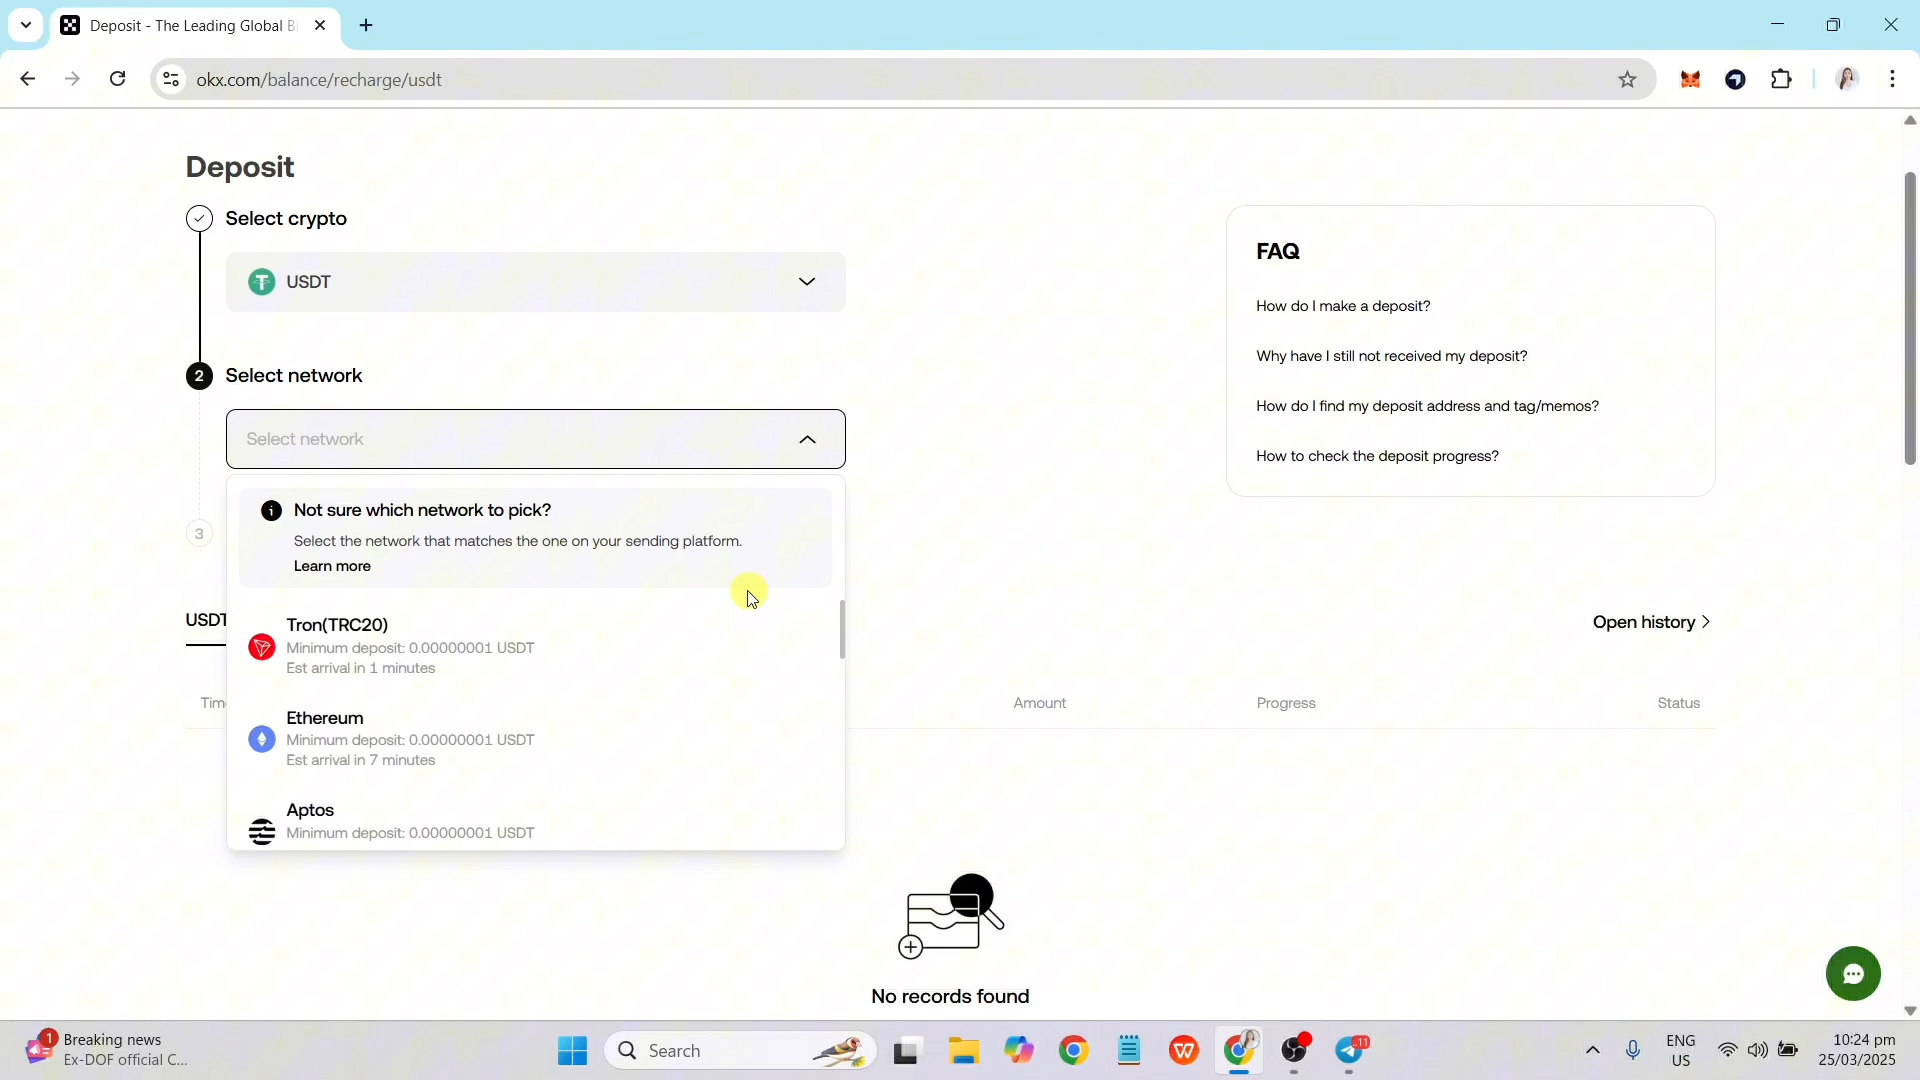 Deposit - The Leading Global B
okx.com/balance/recharge/usdt
Deposit
Select crypto
USDT
2 Select network
Select network
Not sure which network to pick?
Select the network that matches the one on your sending platform.
Learn more
3
Tron(TRC20)
Minimum deposit: 0.00000001 USDT
Est arrival in 1 minutes
Ethereum
Minimum deposit: 0.00000001 USDT
Est arrival in 7 minutes
Aptos
Minimum deposit: 0.00000001 USDT
FAQ
How do I make a deposit?
Why have I still not received my deposit?
How do I find my deposit address and tag/memos?
How to check the deposit progress?
USDT
Open history
Amount
Progress
Status
No records found
1
Breaking news
Ex-DOF official C...
Search
11
ENG
US
10:24 pm
25/03/2025